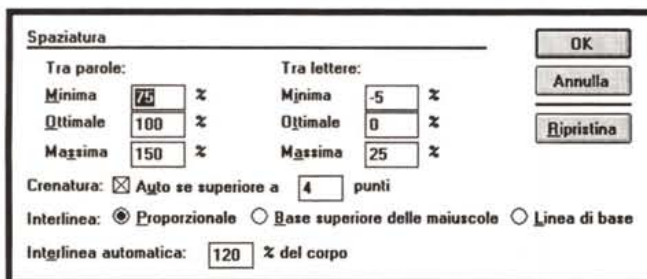 Spaziatura
OK
Tra parole: Tra lettere:
Annulla
Minima 75 % Minima -5 %
Ottimale 100 % Ottimale 0 %
Ripristina
Massima 150 % Massima 25 %
Crenatura: Auto se superiore a 4 punti
Interlinea: Proporzionale Base superiore delle maiuscole Linea di base
Interlinea automatica: 120 % del corpo